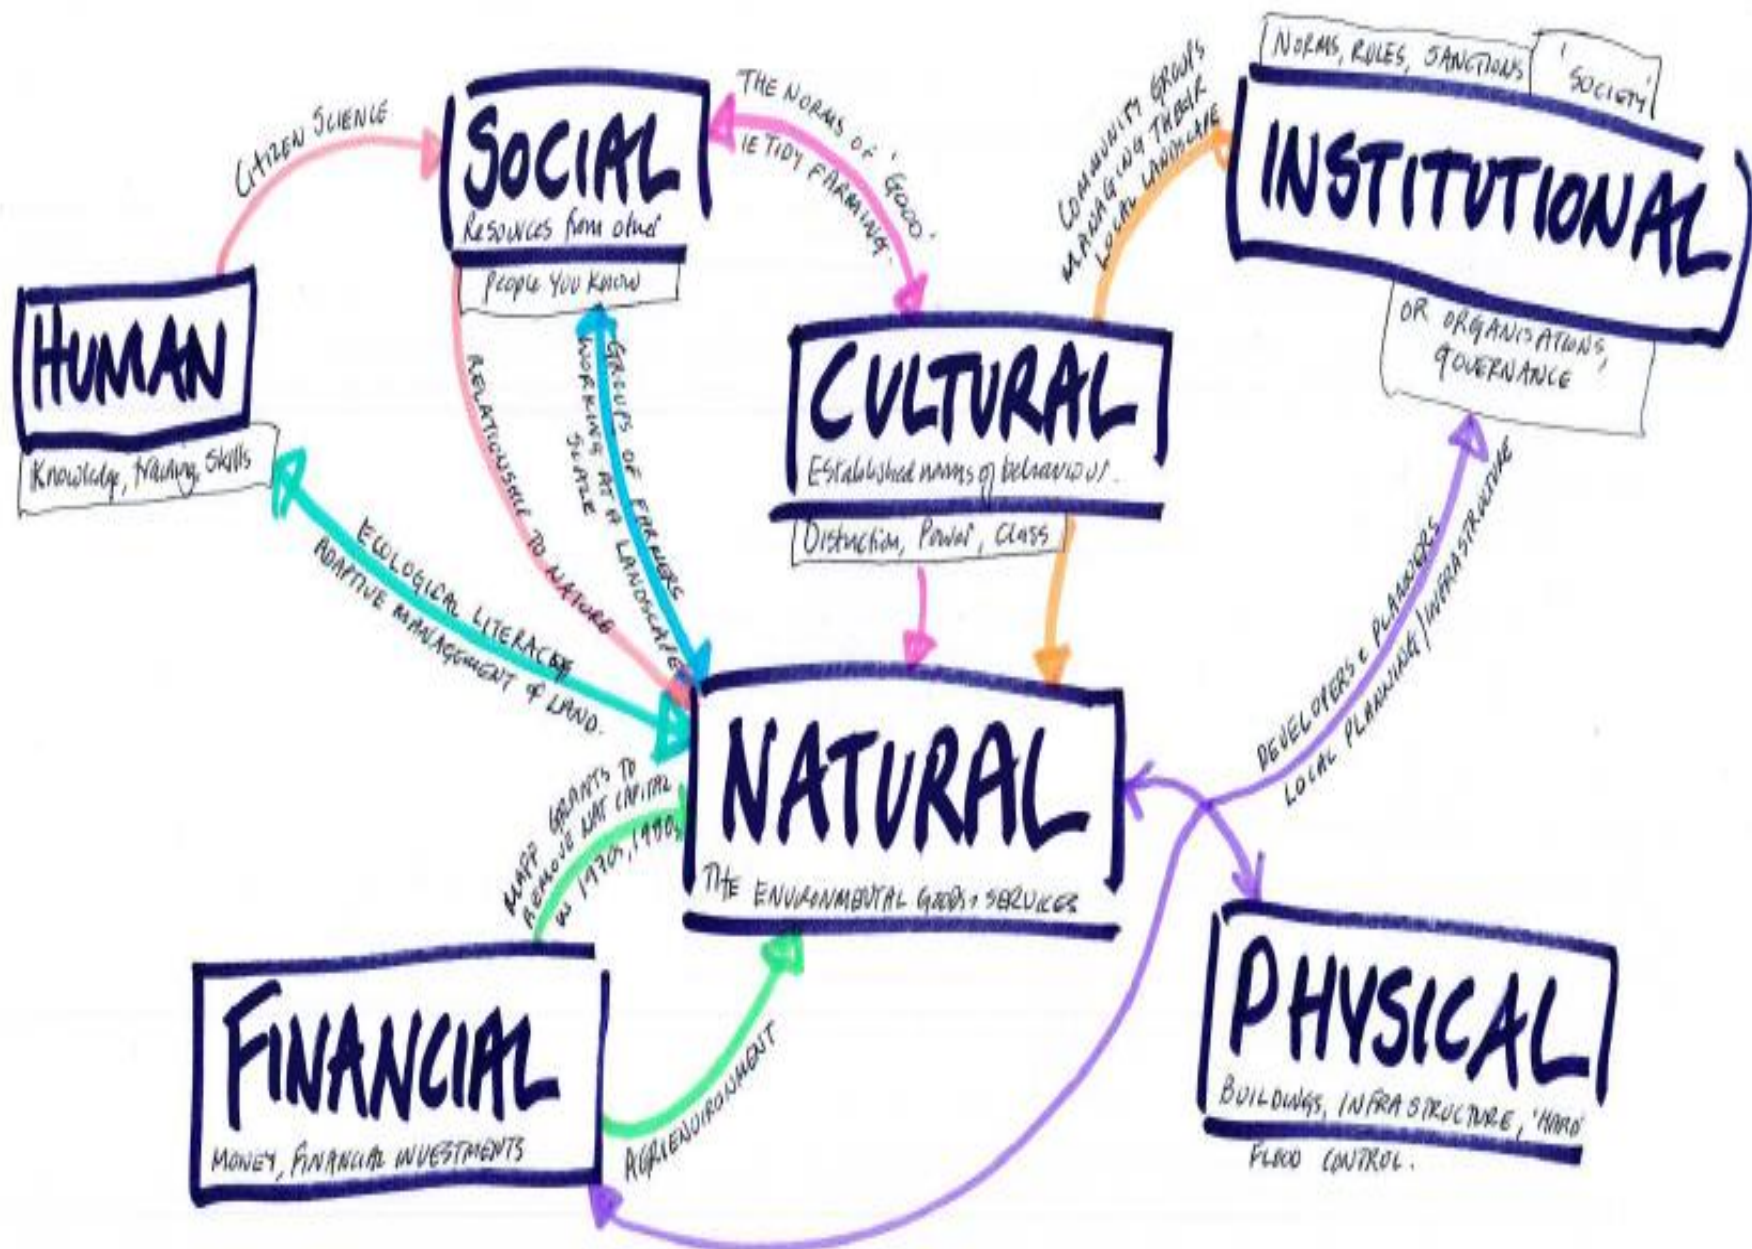 NORMS, RULES, SANCTIONS
'SOCIETY'
INSTITUTIONAL
OR ORGANISATIONS,
GOVERNANCE
SOCIAL
Resources from other
People You Know
CITIZEN SCIENCE
THE NORMS OF 'GOOD'
IE TIDY FARMING.
COMMUNITY GROUPS
MANAGING THEIR
LOCAL LANDSCAPE
HUMAN
Knowledge, training, Skills
CULTURAL
Established norms of behaviour.
Distinction, Power, Class
RELATIONSHIP TO NATURE
GROUPS OF FARMERS
WORKING AT A LANDSCAPE
SCALE
ECOLOGICAL LITERACY
ADAPTIVE MANAGEMENT OF LAND.
DEVELOPERS & PLANNERS
LOCAL PLANNING / INFRASTRUCTURE
NATURAL
THE ENVIRONMENTAL GOODS + SERVICES
MAFF GRANTS TO
REMOVE NAT CAPITAL
IN 1970s, 1980s
FINANCIAL
MONEY, FINANCIAL INVESTMENTS
AGRIENVIRONMENT
PHYSICAL
BUILDINGS, INFRASTRUCTURE, 'HARD'
FLOOD CONTROL.